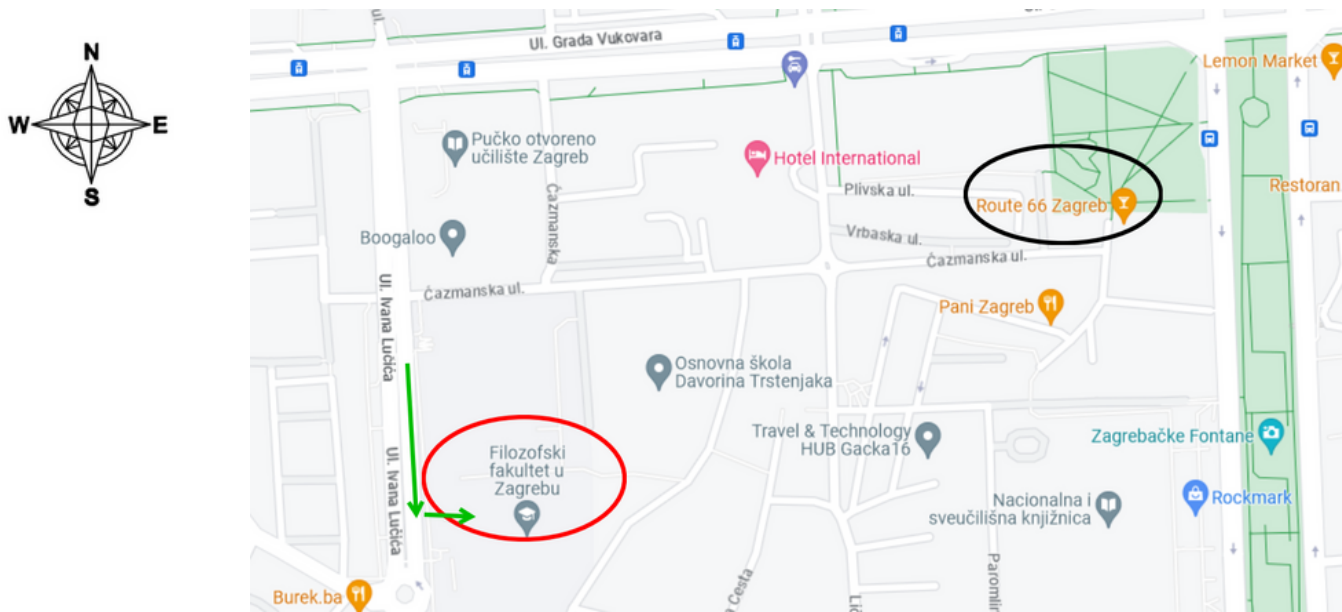 N
W
E
S
Ul. Grada Vukovara
Lemon Market
Pučko otvoreno
učilište Zagreb
Hotel International
Plivska ul.
Route 66 Zagreb
Restoran
Čazmanska
Boogaloo
Vrbaska ul.
Čazmanska ul.
Čazmanska ul.
Ul. Ivana Lučića
Pani Zagreb
Osnovna škola
Davorina Trstenjaka
Travel & Technology
HUB Gacka16
Zagrebačke Fontane
Filozofski
fakultet u
Zagrebu
Ul. Ivana Lučića
Nacionalna i
sveučilišna knjižnica
Rockmark
Burek.ba
Cesta
Paromlin